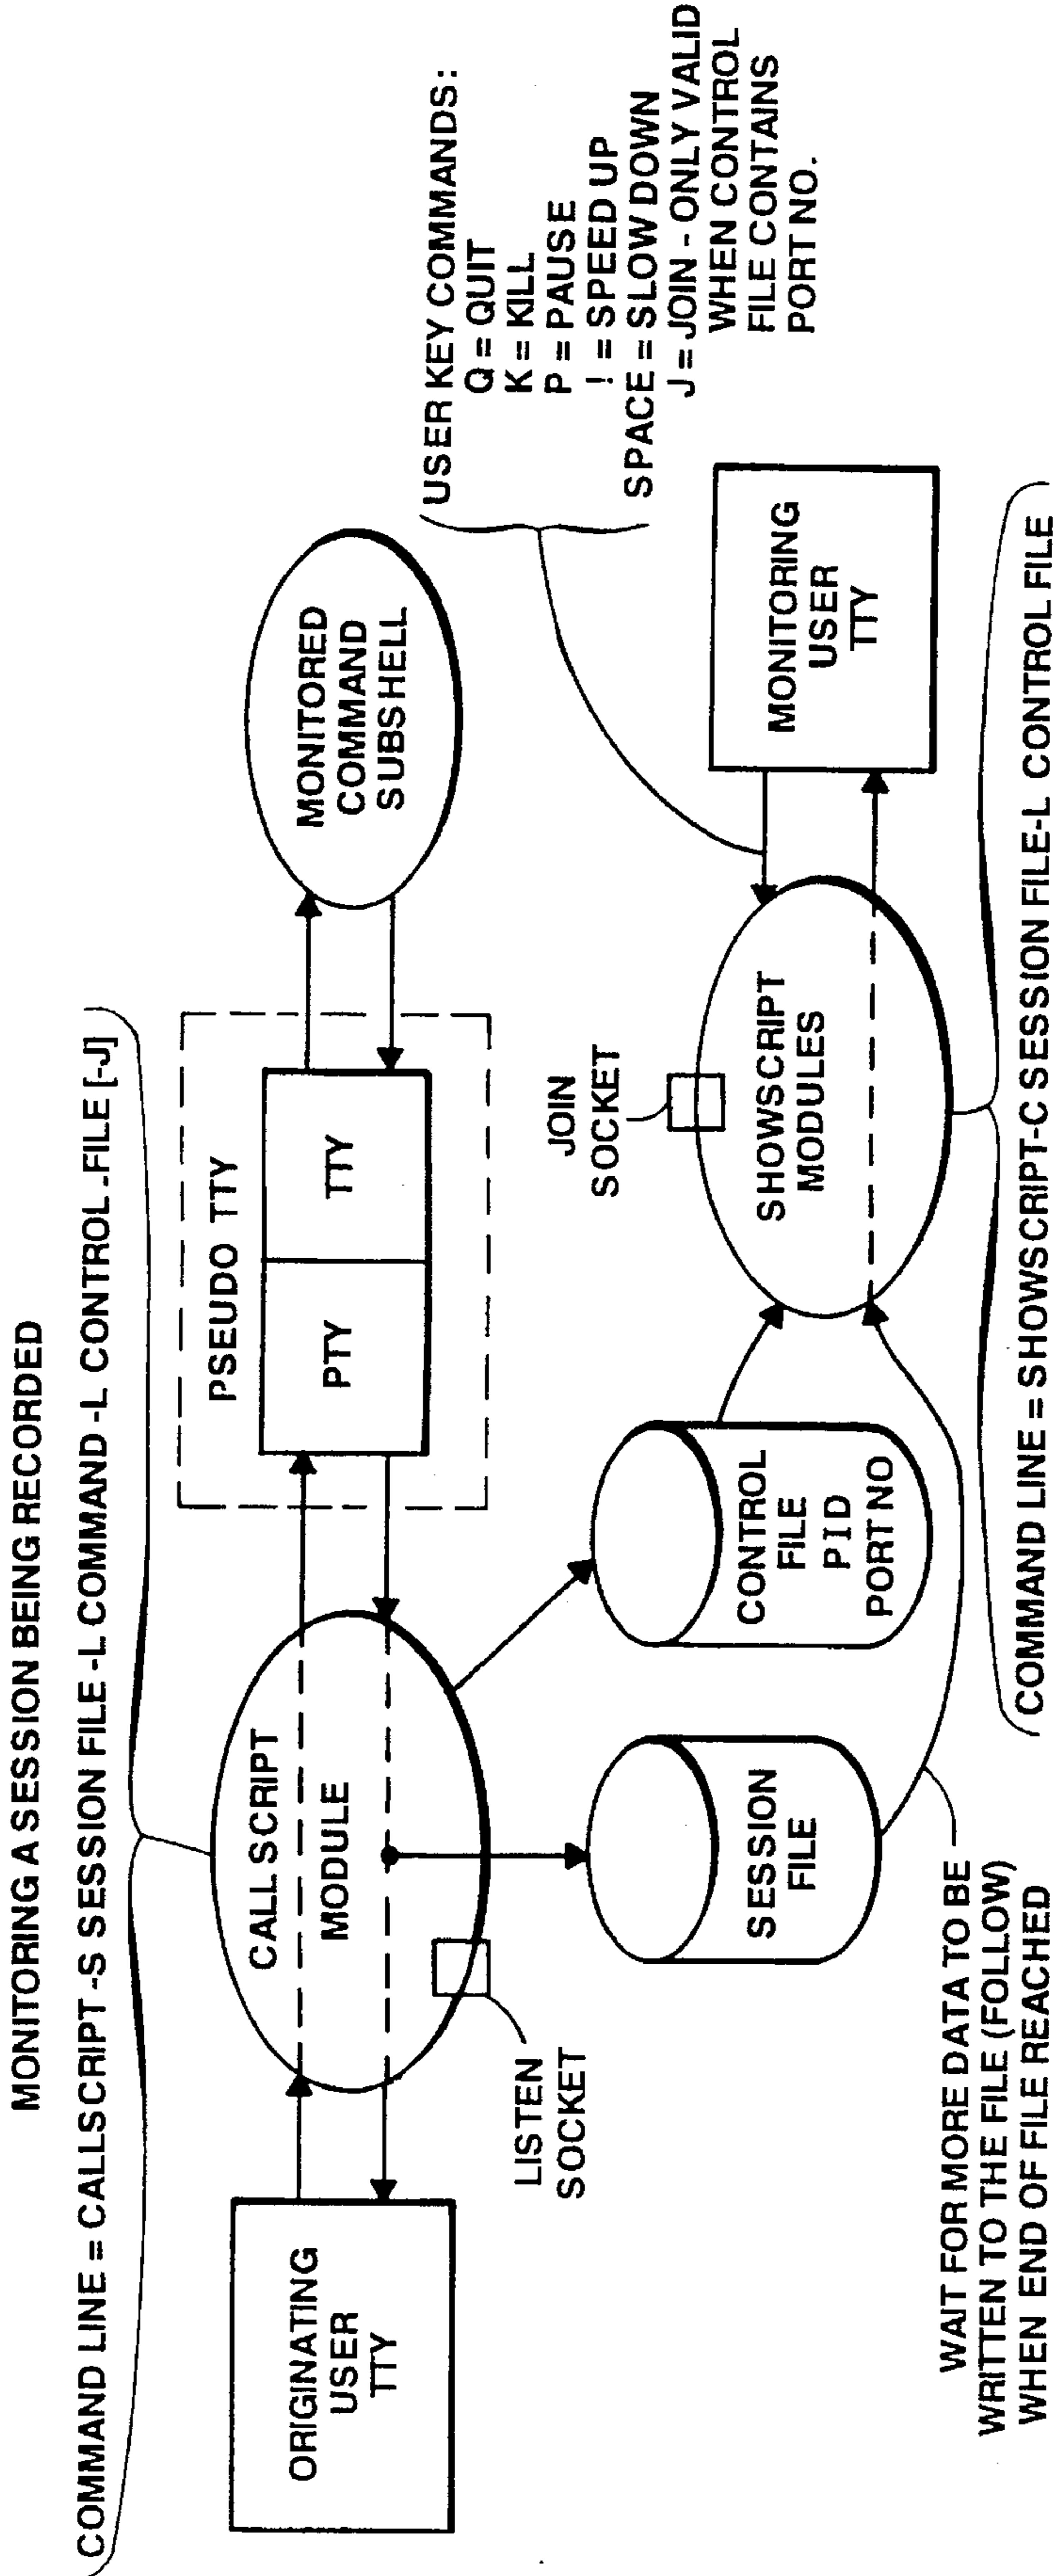 MONITORING A SESSION BEING RECORDED
COMMAND LINE = CALLSCRIPT -S SESSION FILE -L COMMAND -L CONTROL .FILE [-J]
PSEUDO TTY
PTY
TTY
CALLSCRIPT
MODULE
ORIGINATING
USER
TTY
LISTEN
SOCKET
MONITORED
COMMAND
SUBSHELL
USER KEY COMMANDS:
Q = QUIT
K = KILL
P = PAUSE
! = SPEED UP
SPACE = SLOW DOWN
J = JOIN - ONLY VALID
WHEN CONTROL
FILE CONTAINS
PORT NO.
SESSION
FILE
CONTROL
FILE
PID
PORT NO
JOIN
SOCKET
SHOWSCRIPT
MODULES
MONITORING
USER
TTY
WAIT FOR MORE DATA TO BE
WRITTEN TO THE FILE (FOLLOW)
WHEN END OF FILE REACHED
COMMAND LINE = SHOWSCRIPT-C SESSION FILE-L CONTROL FILE